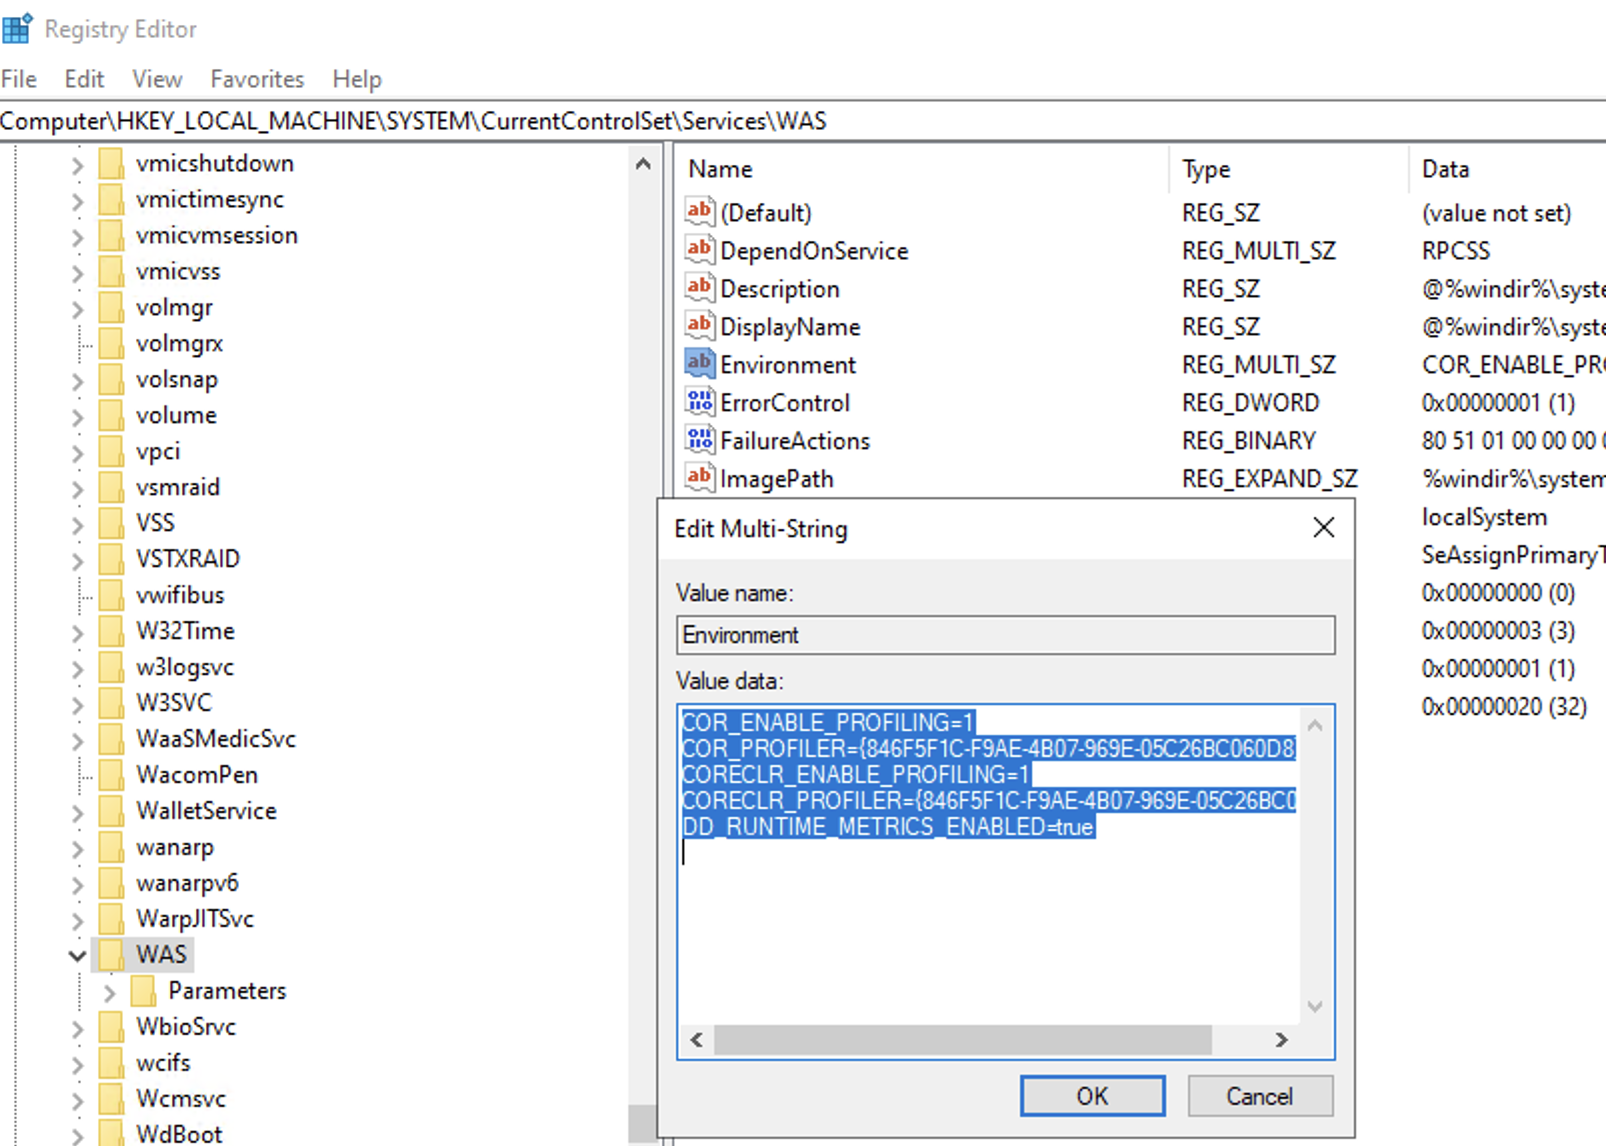 Registry Editor
File Edit View Favorites Help
Computer\HKEY_LOCAL_MACHINE\SYSTEM\CurrentControlSet\Services\WAS
vmicshutdown
vmictimesync
vmicvmsession
vmicvss
volmgr
volmgrx
volsnap
volume
vpci
vsmraid
VSS
VSTXRAID
vwifibus
W32Time
w3logsvc
W3SVC
WaaSMedicSvc
WacomPen
WalletService
wanarp
wanarpv6
WarpJITSvc
WAS
Parameters
WbioSrvc
wcifs
Wcmsvc
WdBoot
Name Type Data
(Default) REG_SZ (value not set)
DependOnService REG_MULTI_SZ RPCSS
Description REG_SZ @%windir%\syste
DisplayName REG_SZ @%windir%\syste
Environment REG_MULTI_SZ COR_ENABLE_PRO
ErrorControl REG_DWORD 0x00000001 (1)
FailureActions REG_BINARY 80 51 01 00 00 00 0
ImagePath REG_EXPAND_SZ %windir%\system
localSystem
SeAssignPrimaryT
0x00000000 (0)
0x00000003 (3)
0x00000001 (1)
0x00000020 (32)
Edit Multi-String
Value name:
Environment
Value data:
COR_ENABLE_PROFILING=1
COR_PROFILER={846F5F1C-F9AE-4B07-969E-05C26BC060D8}
CORECLR_ENABLE_PROFILING=1
CORECLR_PROFILER={846F5F1C-F9AE-4B07-969E-05C26BC0
DD_RUNTIME_METRICS_ENABLED=true
OK Cancel